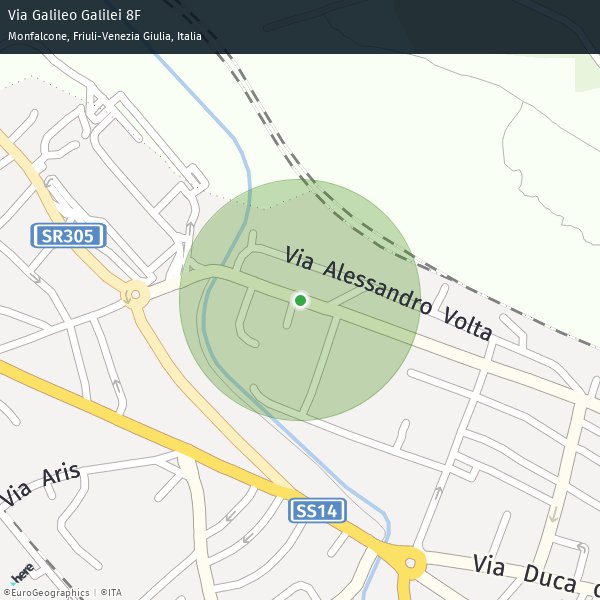 Via Galileo Galilei 8F
Monfalcone, Friuli-Venezia Giulia, Italia
SR305
Via Alessandro Volta
Via Aris
SS14
Via Duca
here
©EuroGeographics | ©ITA